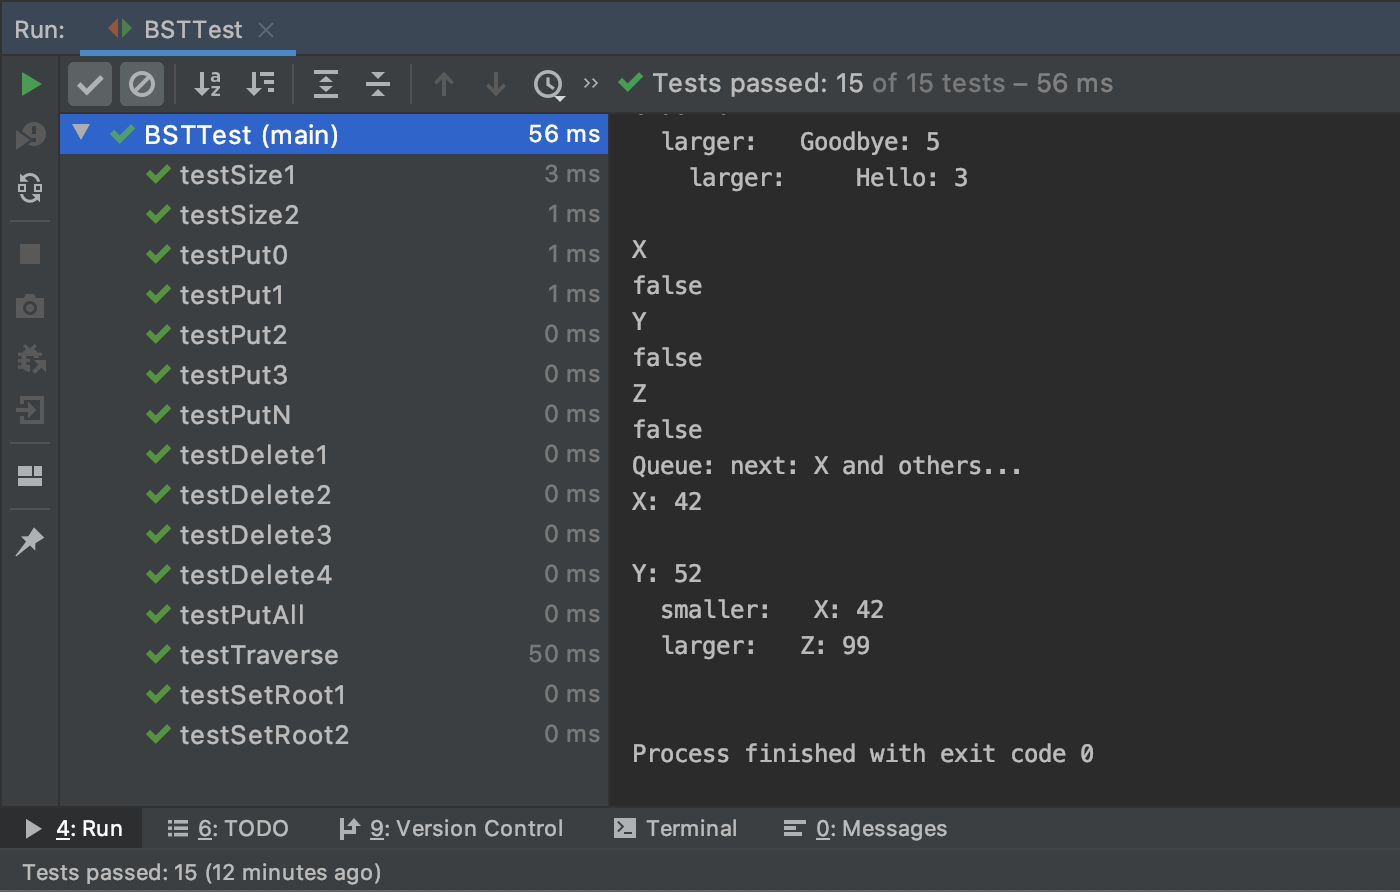 Run: BSTTest
Tests passed: 15 of 15 tests – 56 ms
BSTTest (main) 56 ms
testSize1 3 ms
testSize2 1 ms
testPut0 1 ms
testPut1 1 ms
testPut2 0 ms
testPut3 0 ms
testPutN 0 ms
testDelete1 0 ms
testDelete2 0 ms
testDelete3 0 ms
testDelete4 0 ms
testPutAll 0 ms
testTraverse 50 ms
testSetRoot1 0 ms
testSetRoot2 0 ms
larger: Goodbye: 5
larger: Hello: 3
X
false
Y
false
Z
false
Queue: next: X and others...
X: 42
Y: 52
smaller: X: 42
larger: Z: 99
Process finished with exit code 0
4: Run 6: TODO 9: Version Control Terminal 0: Messages
Tests passed: 15 (12 minutes ago)